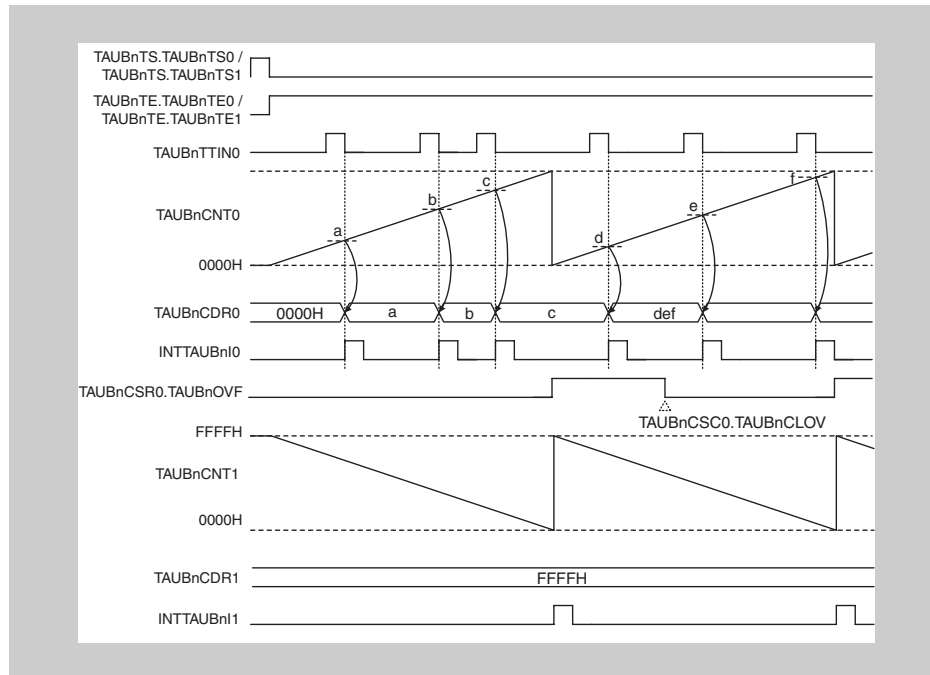 TAUBnTS.TAUBnTS0 /
TAUBnTS.TAUBnTS1
TAUBnTE.TAUBnTE0 /
TAUBnTE.TAUBnTE1
TAUBnTTIN0
TAUBnCNT0
0000H
a
b
c
d
e
f
TAUBnCDR0
0000H a b c def
INTTAUBnI0
TAUBnCSR0.TAUBnOVF
TAUBnCSC0.TAUBnCLOV
FFFFH
TAUBnCNT1
0000H
TAUBnCDR1
FFFFH
INTTAUBnI1